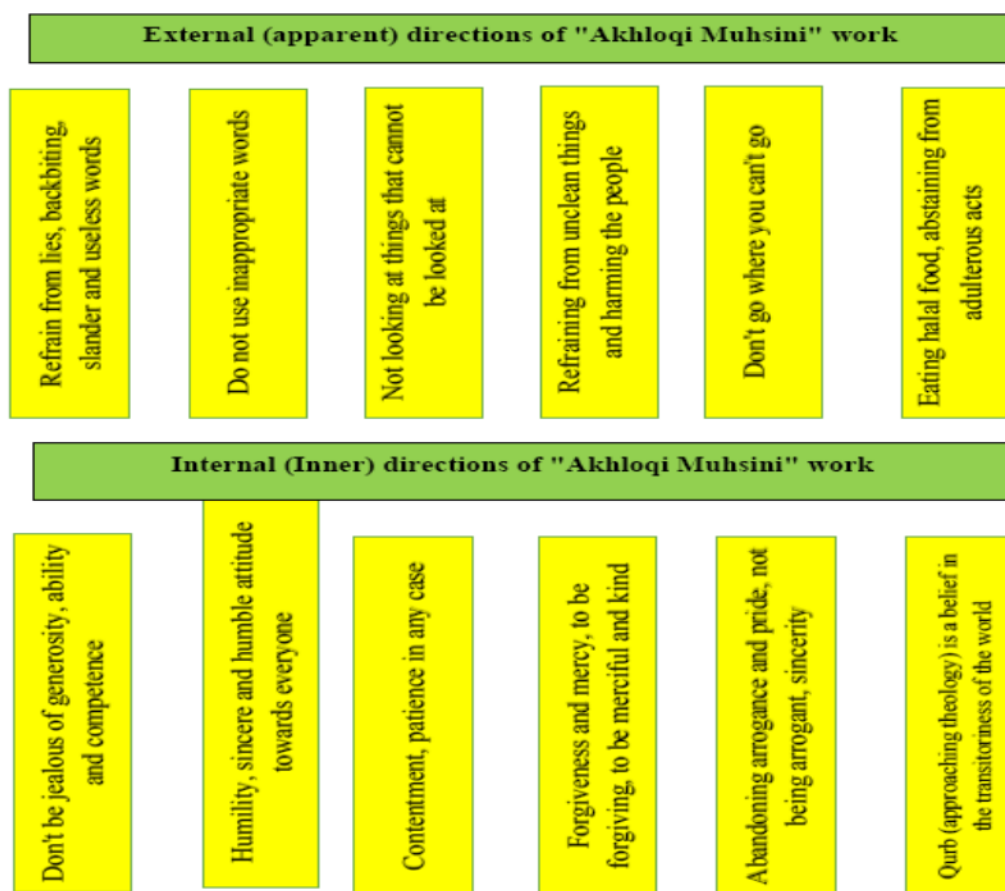 External (apparent) directions of "Akhloqi Muhsini" work
Refrain from lies, backbiting,
slander and useless words
Do not use inappropriate words
Not looking at things that cannot
be looked at
Refraining from unclean things
and harming the people
Don't go where you can't go
Eating halal food, abstaining from
adulterous acts
Internal (Inner) directions of "Akhloqi Muhsini" work
Don't be jealous of generosity, ability
and competence
Humility, sincere and humble attitude
towards everyone
Contentment, patience in any case
Forgiveness and mercy, to be
forgiving, to be merciful and kind
Abandoning arrogance and pride, not
being arrogant, sincerity
Qurb (approaching theology) is a belief in
the transitoriness of the world